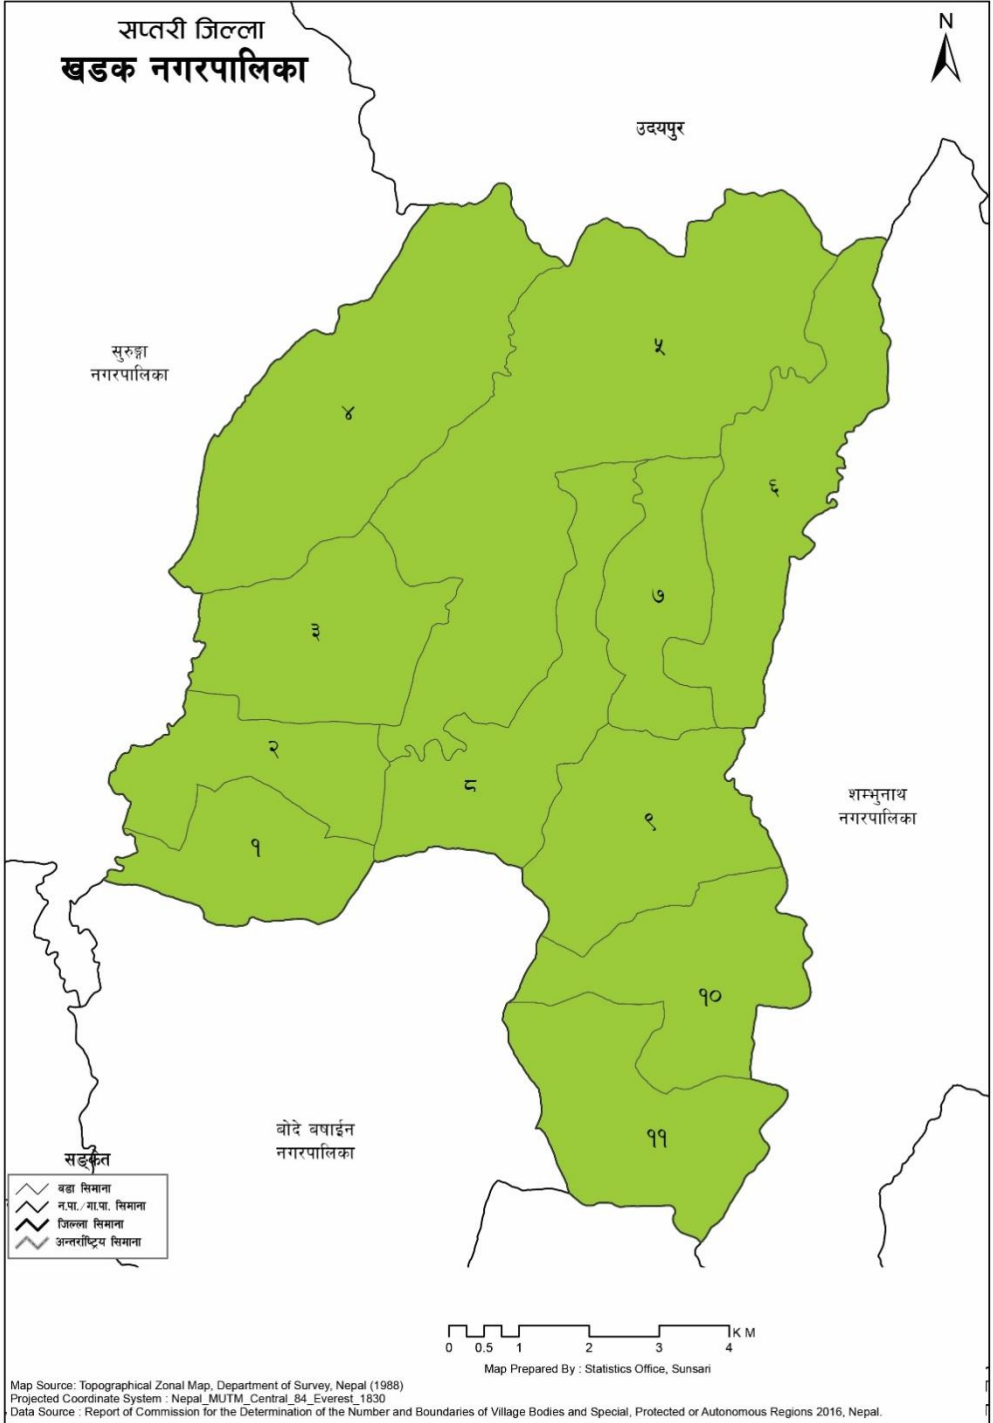 सप्तरी जिल्ला
खडक नगरपालिका
N
उदयपुर
सुरुङ्गा
नगरपालिका
५
४
६
७
३
२
८
१
९
शम्भुनाथ
नगरपालिका
१०
११
बोदे बषाईन
नगरपालिका
सङ्केत
वडा सिमाना
न.पा./गा.पा. सिमाना
जिल्ला सिमाना
अन्तर्राष्ट्रिय सिमाना
KM
0 0.5 1 2 3 4
Map Prepared By : Statistics Office, Sunsari
Map Source: Topographical Zonal Map, Department of Survey, Nepal (1988)
Projected Coordinate System : Nepal_MUTM_Central_84_Everest_1830
Data Source : Report of Commission for the Determination of the Number and Boundaries of Village Bodies and Special, Protected or Autonomous Regions 2016, Nepal.